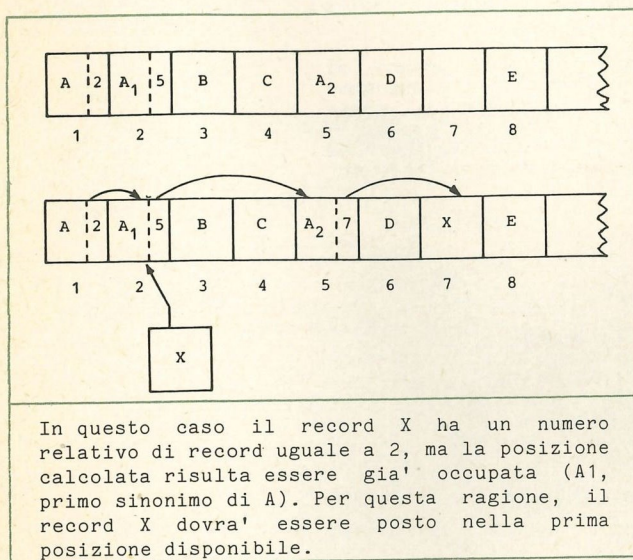 A 2 A1 5 B C A2 D E
1 2 3 4 5 6 7 8
A 2 A1 5 B C A2 7 D X E
1 2 3 4 5 6 7 8
X
In questo caso il record X ha un numero
relativo di record uguale a 2, ma la posizione
calcolata risulta essere gia' occupata (A1,
primo sinonimo di A). Per questa ragione, il
record X dovra' essere posto nella prima
posizione disponibile.